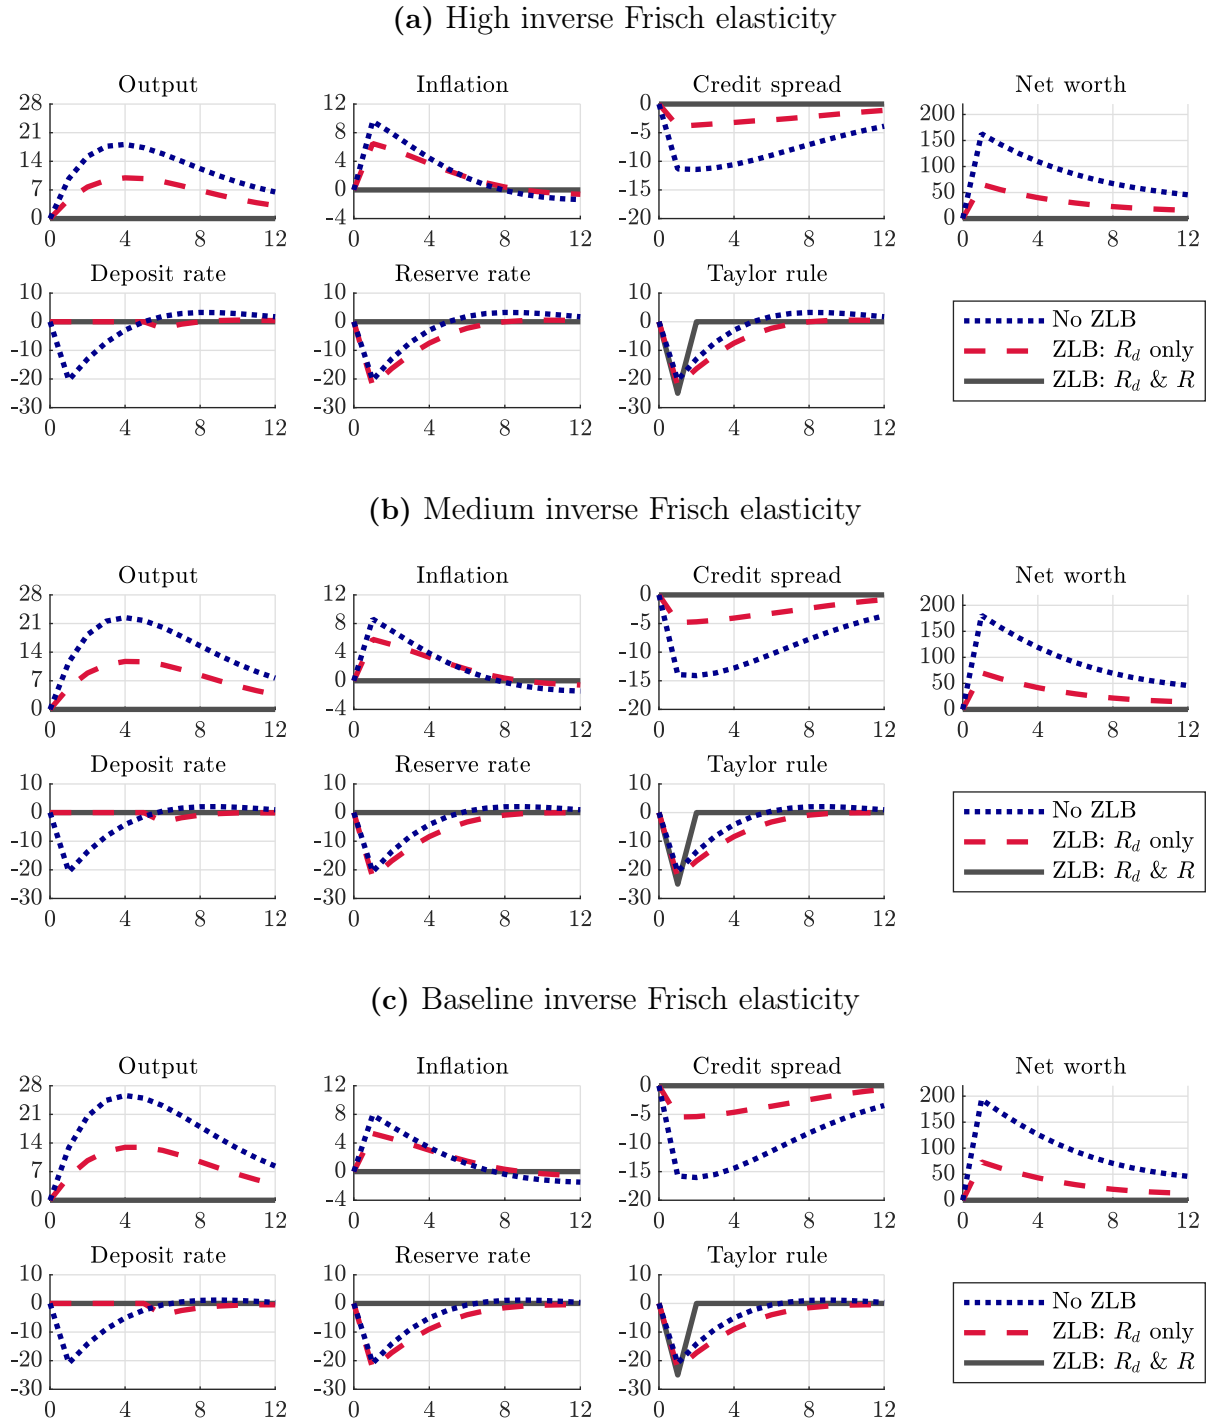 (a) High inverse Frisch elasticity
Output Inflation Credit spread Net worth
28 21 14 7 0
0 4 8 12
12 8 4 0 -4
0 4 8 12
0 -5 -10 -15 -20
0 4 8 12
200 150 100 50 0
0 4 8 12
Deposit rate Reserve rate Taylor rule
10 0 -10 -20 -30
0 4 8 12
10 0 -10 -20 -30
0 4 8 12
10 0 -10 -20 -30
0 4 8 12
No ZLB
ZLB: R_d only
ZLB: R_d & R
(b) Medium inverse Frisch elasticity
Output Inflation Credit spread Net worth
28 21 14 7 0
0 4 8 12
12 8 4 0 -4
0 4 8 12
0 -5 -10 -15 -20
0 4 8 12
200 150 100 50 0
0 4 8 12
Deposit rate Reserve rate Taylor rule
10 0 -10 -20 -30
0 4 8 12
10 0 -10 -20 -30
0 4 8 12
10 0 -10 -20 -30
0 4 8 12
No ZLB
ZLB: R_d only
ZLB: R_d & R
(c) Baseline inverse Frisch elasticity
Output Inflation Credit spread Net worth
28 21 14 7 0
0 4 8 12
12 8 4 0 -4
0 4 8 12
0 -5 -10 -15 -20
0 4 8 12
200 150 100 50 0
0 4 8 12
Deposit rate Reserve rate Taylor rule
10 0 -10 -20 -30
0 4 8 12
10 0 -10 -20 -30
0 4 8 12
10 0 -10 -20 -30
0 4 8 12
No ZLB
ZLB: R_d only
ZLB: R_d & R